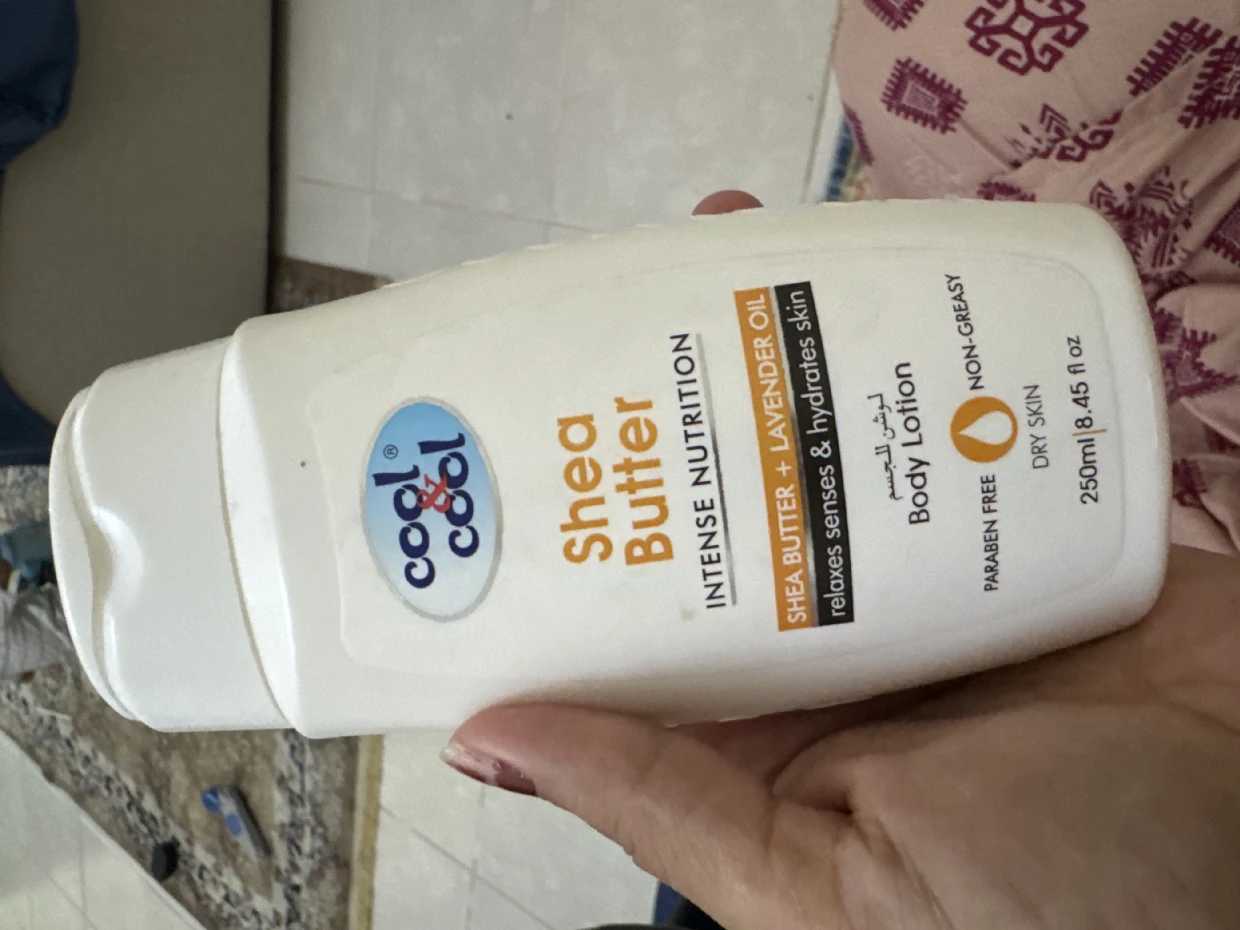 cool
&
cool
®
Shea
Butter
INTENSE NUTRITION
SHEA BUTTER + LAVENDER OIL
relaxes senses & hydrates skin
لوشن للجسم
Body Lotion
PARABEN FREE NON-GREASY
DRY SKIN
250ml|8.45 fl oz